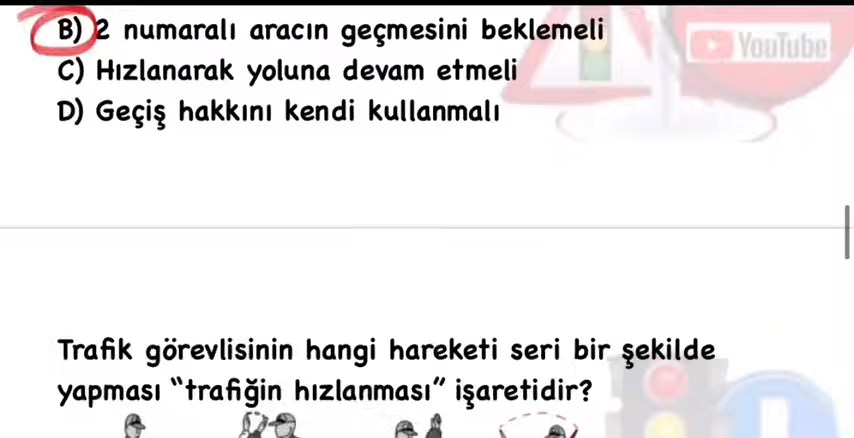 B) 2 numaralı aracın geçmesini beklemeli
YouTube
C) Hızlanarak yoluna devam etmeli
D) Geçiş hakkını kendi kullanmalı
Trafik görevlisinin hangi hareketi seri bir şekilde
yapması “trafiğin hızlanması” işaretidir?